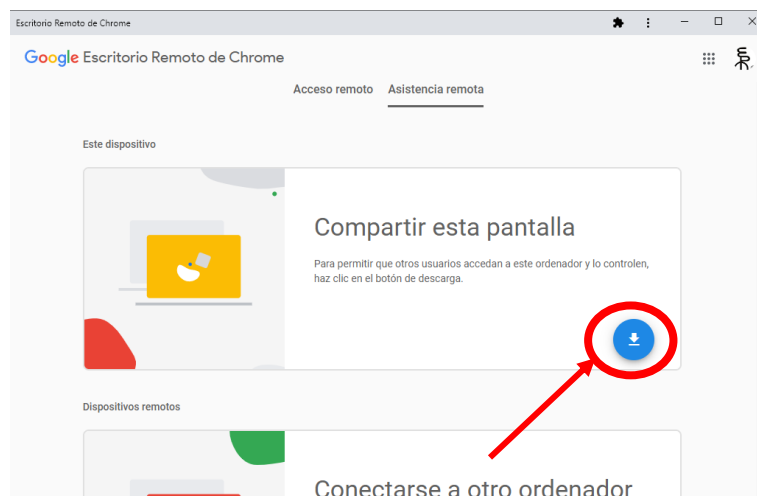 Escritorio Remoto de Chrome
Google Escritorio Remoto de Chrome
Acceso remoto Asistencia remota
Este dispositivo
Compartir esta pantalla
Para permitir que otros usuarios accedan a este ordenador y lo controlen,
haz clic en el botón de descarga.
Dispositivos remotos
Conectarse a otro ordenador